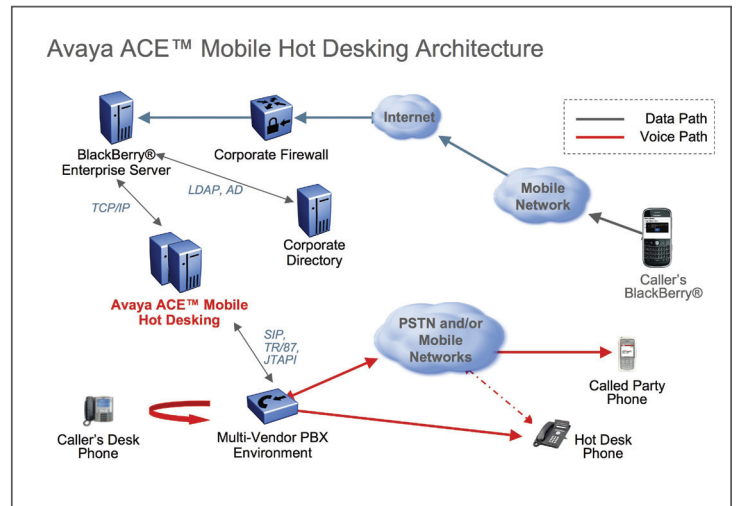 Avaya ACE™ Mobile Hot Desking Architecture
BlackBerry®
Enterprise Server
Corporate Firewall
Internet
Data Path
Voice Path
Mobile
Network
LDAP, AD
TCP/IP
Corporate
Directory
Caller's
BlackBerry®
Avaya ACE™ Mobile
Hot Desking
SIP,
TR/87,
JTAPI
PSTN and/or
Mobile
Networks
Called Party
Phone
Caller's Desk
Phone
Multi-Vendor PBX
Environment
Hot Desk
Phone